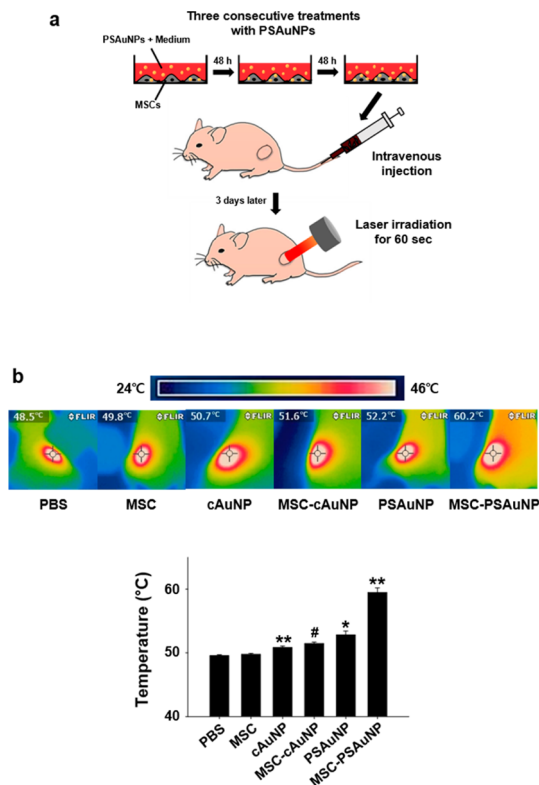 a
Three consecutive treatments
with PSAuNPs
PSAuNPs + Medium
48 h
48 h
MSCs
Intravenous
injection
3 days later
Laser irradiation
for 60 sec
b
24℃
46℃
48.5℃ FLIR
49.8℃ FLIR
50.7℃ FLIR
51.6℃ FLIR
52.2℃ FLIR
60.2℃ FLIR
PBS
MSC
cAuNP
MSC-cAuNP
PSAuNP
MSC-PSAuNP
Temperature (°C)
60
50
40
**
#
*
**
PBS
MSC
cAuNP
MSC-cAuNP
PSAuNP
MSC-PSAuNP